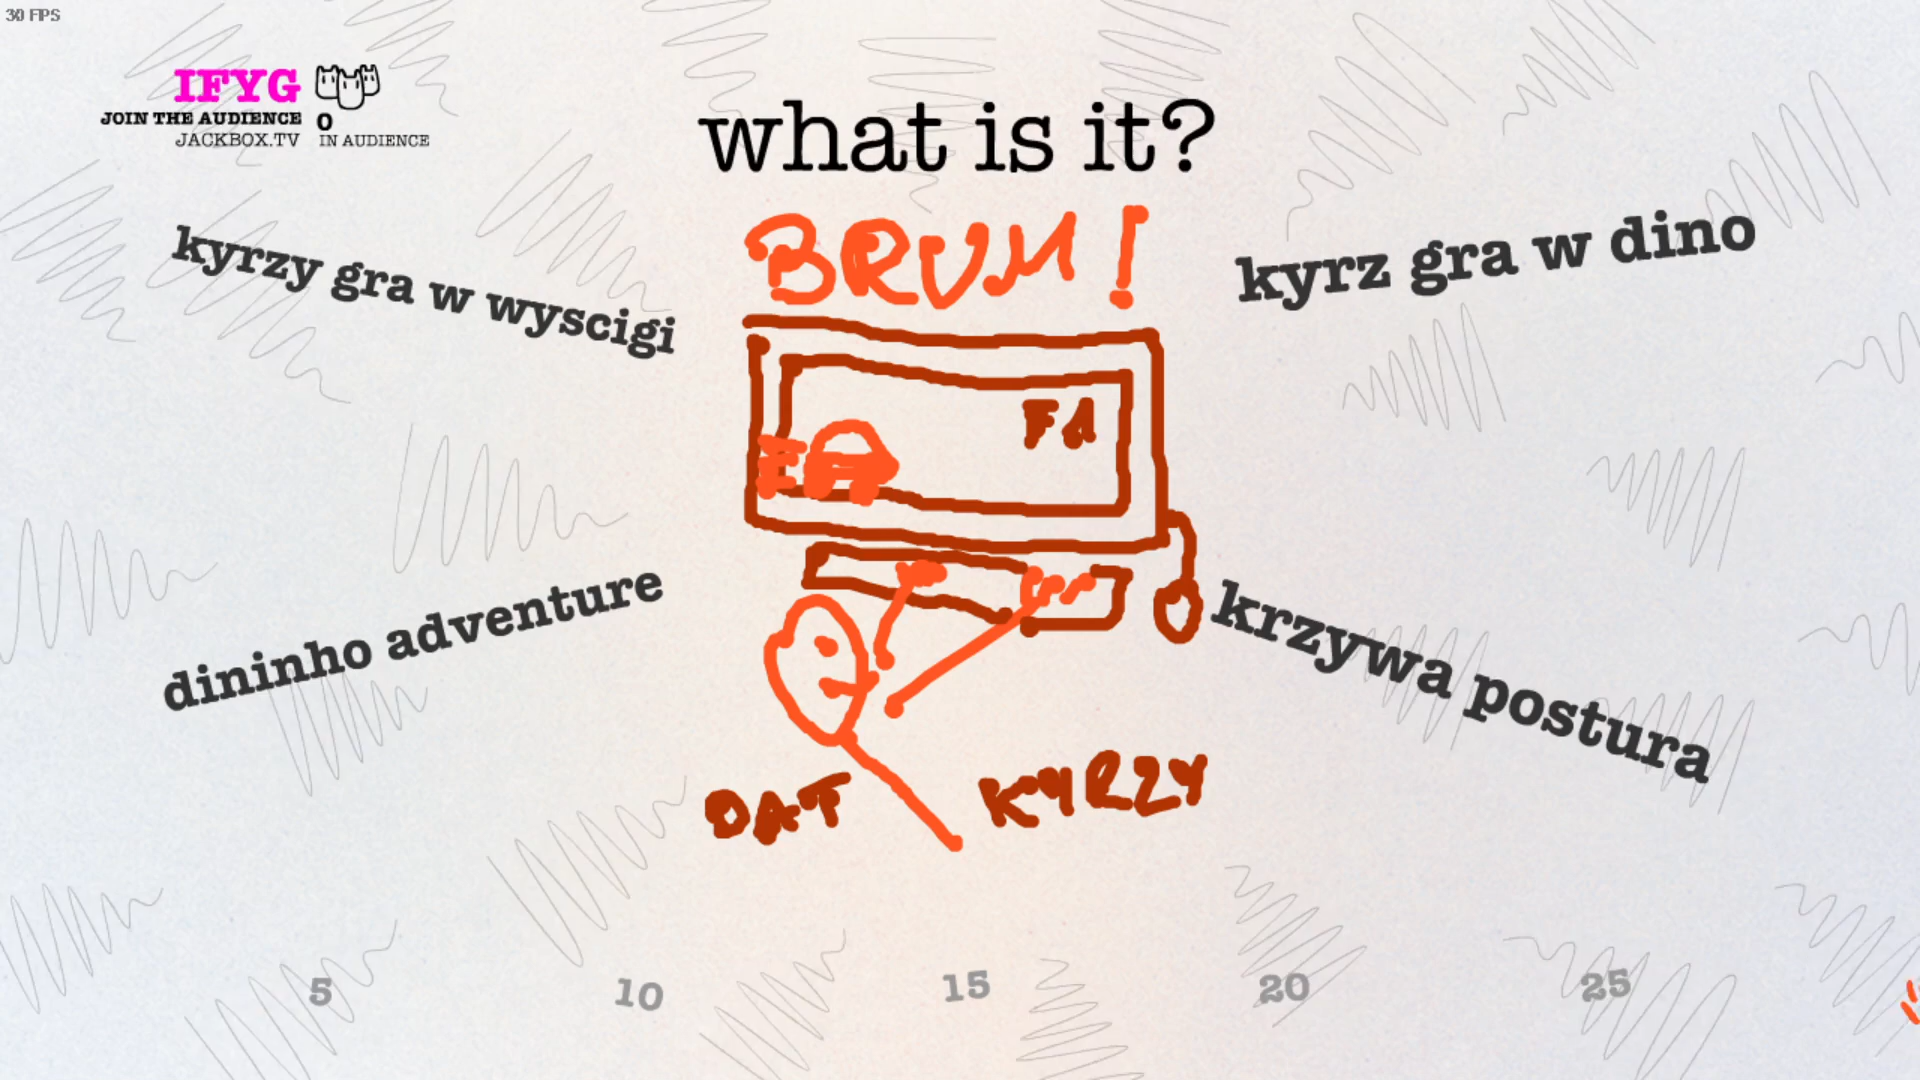 30 FPS
IFYG
JOIN THE AUDIENCE
JACKBOX.TV
0
IN AUDIENCE
what is it?
kyrzy gra w wyscigi
BRUM!
kyrz gra w dino
F1
dininho adventure
krzywa postura
DAT KYRZY
5 10 15 20 25